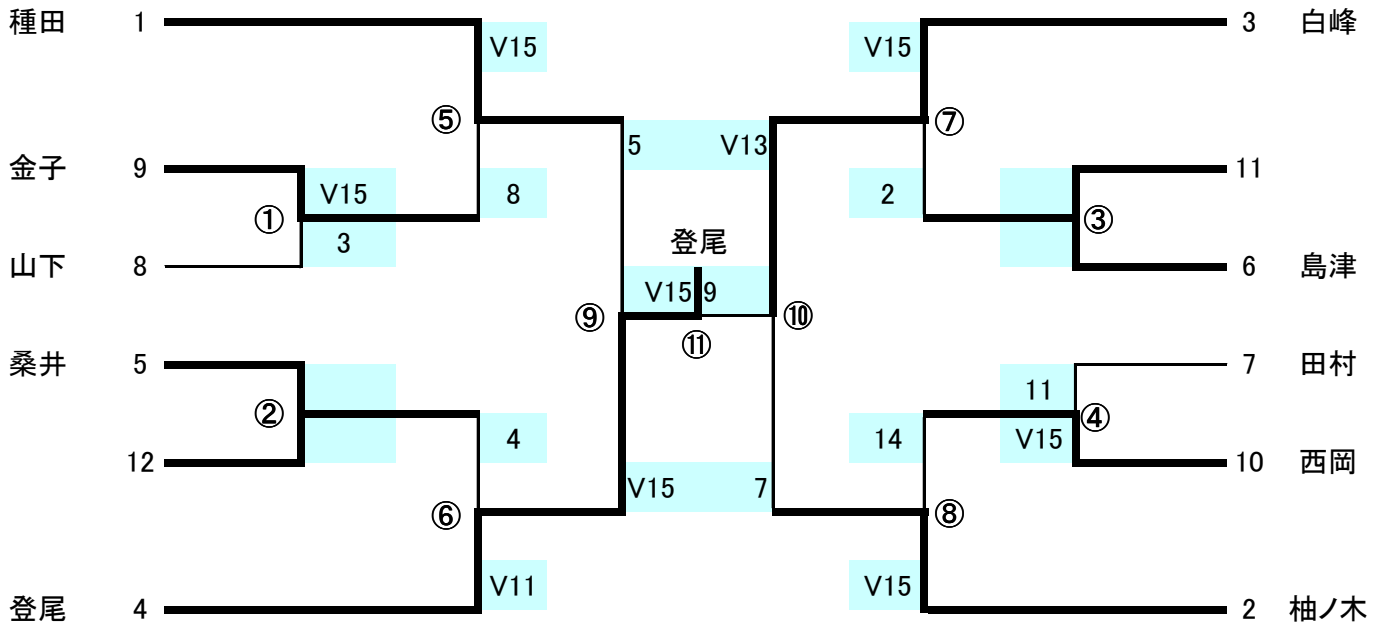 種田 1 V15 V15 3 白峰
⑤ ⑦
5 V13
金子 9 V15 8 2 11
① ③
3
登尾
山下 8 6 島津
V15 9
⑨ ⑩
⑪
桑井 5 7 田村
11
② ④
4 14 V15
12 10 西岡
V15 7
⑥ ⑧
V11 V15
登尾 4 2 柚ノ木